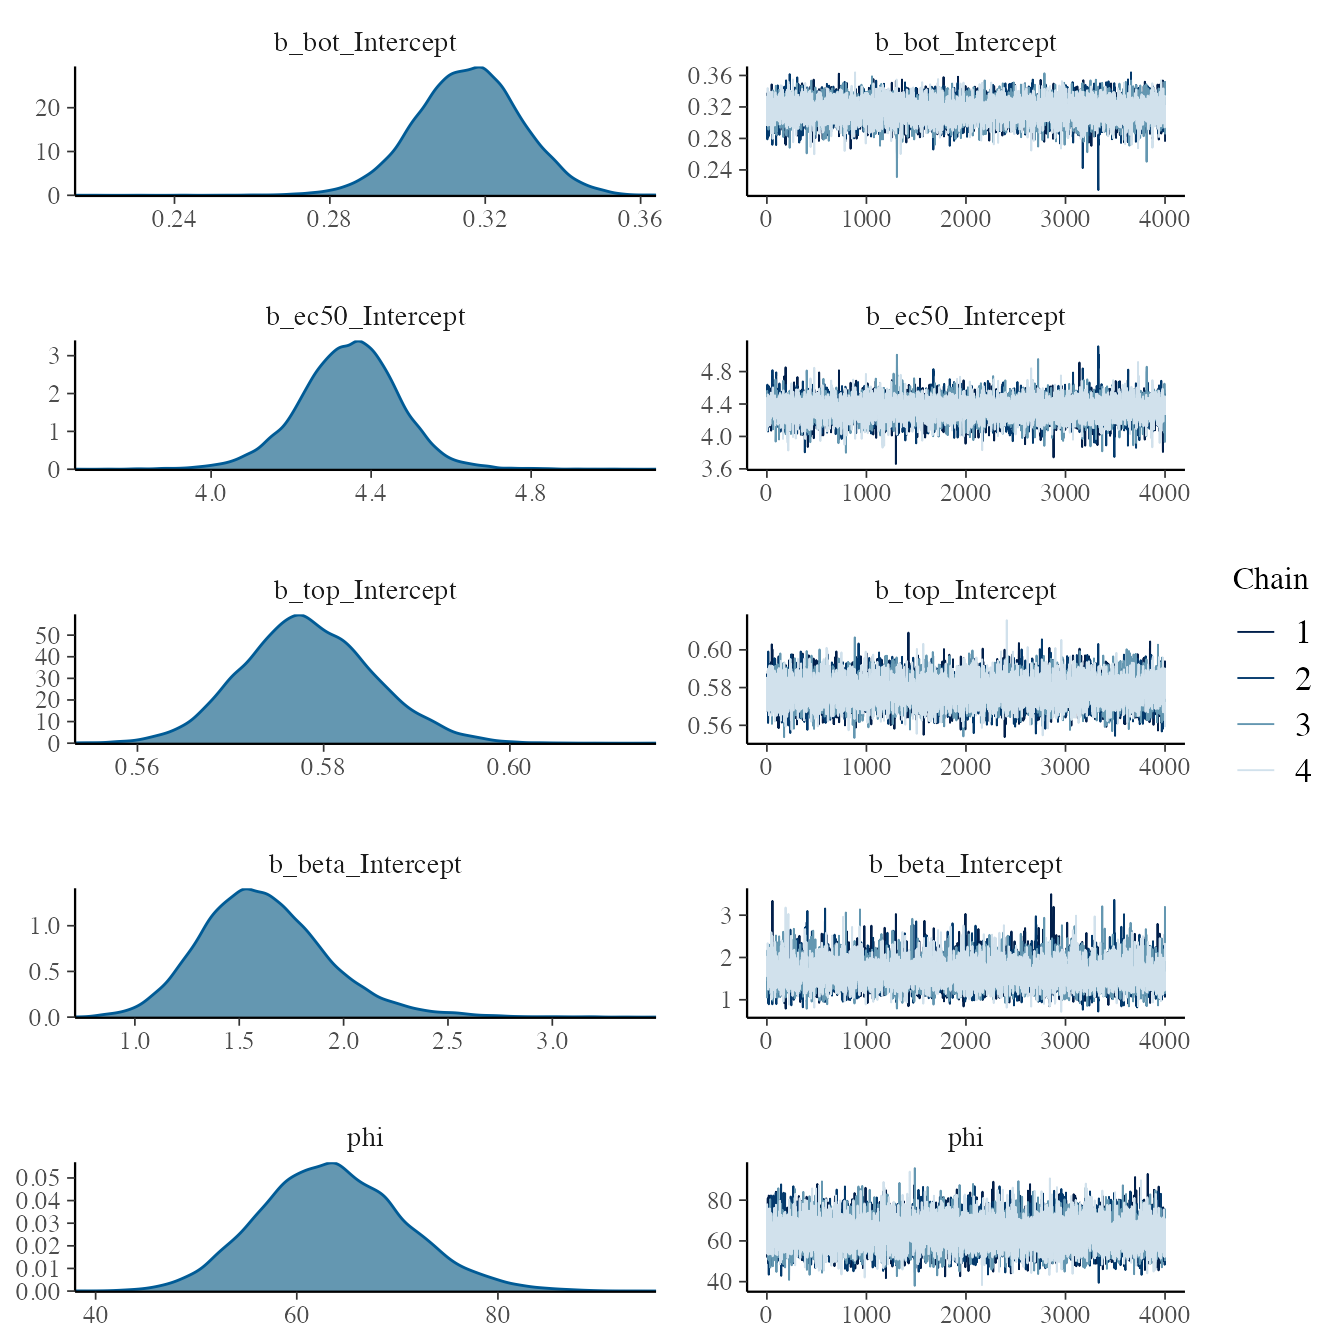 b_bot_Intercept
20
10
0
0.24 0.28 0.32 0.36
b_bot_Intercept
0.36
0.32
0.28
0.24
0 1000 2000 3000 4000
b_ec50_Intercept
3
2
1
0
4.0 4.4 4.8
b_ec50_Intercept
4.8
4.4
4.0
3.6
0 1000 2000 3000 4000
b_top_Intercept
50
40
30
20
10
0
0.56 0.58 0.60
b_top_Intercept
0.60
0.58
0.56
0 1000 2000 3000 4000
b_beta_Intercept
1.0
0.5
0.0
1.0 1.5 2.0 2.5 3.0
b_beta_Intercept
3
2
1
0 1000 2000 3000 4000
phi
0.05
0.04
0.03
0.02
0.01
0.00
40 60 80
phi
80
60
40
0 1000 2000 3000 4000
Chain
1
2
3
4